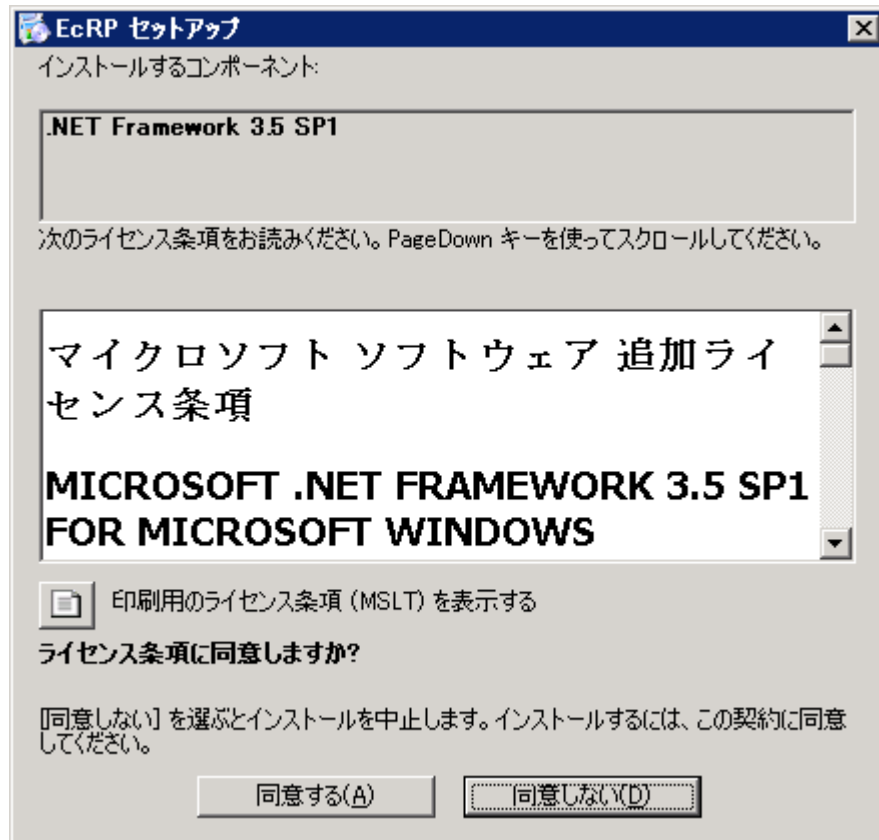 EcRP セットアップ
インストールするコンポーネント:
.NET Framework 3.5 SP1
次のライセンス条項をお読みください。PageDown キーを使ってスクロールしてください。
マイクロソフト ソフトウェア 追加ライ
センス条項
MICROSOFT .NET FRAMEWORK 3.5 SP1
FOR MICROSOFT WINDOWS
印刷用のライセンス条項 (MSLT) を表示する
ライセンス条項に同意しますか?
[同意しない] を選ぶとインストールを中止します。インストールするには、この契約に同意
してください。
同意する(A)
同意しない(D)